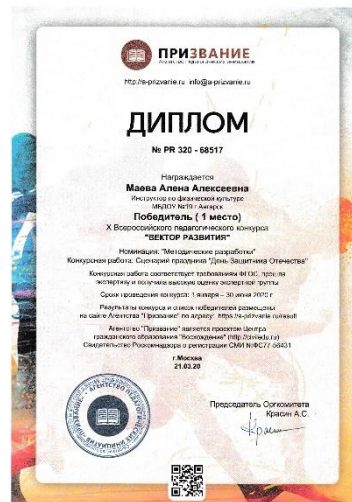 ПРИЗВАНИЕ
http://a-prizvanie.ru info@a-prizvanie.ru
ДИПЛОМ
№ PR 320 - 68517
Награждается
Маева Алена Алексеевна
Инструктор по физической культуре
МБДОУ №19 г Ангарск
Победитель ( 1 место)
X Всероссийского педагогического конкурса
"ВЕКТОР РАЗВИТИЯ"
Номинация: "Методические разработки"
Конкурсная работа: Сценарий праздника "День Защитника Отечества"
Конкурсная работа соответствует требованиям ФГОС, прошла
экспертизу и получила высокую оценку экспертной группы
Сроки проведения конкурса: 1 января – 30 июня 2020 г.
Результаты конкурса и список победителей размещены
на сайте Агентства "Призвание" по адресу: https://a-prizvanie.ru/result
Агентство "Призвание" является проектом Центра
гражданского образования "Восхождение" (http://civiledu.ru)
Свидетельство Роскомнадзора о регистрации СМИ №ФС77-56431
г.Москва
21.03.20
Председатель Оргкомитета
Красин А.С.